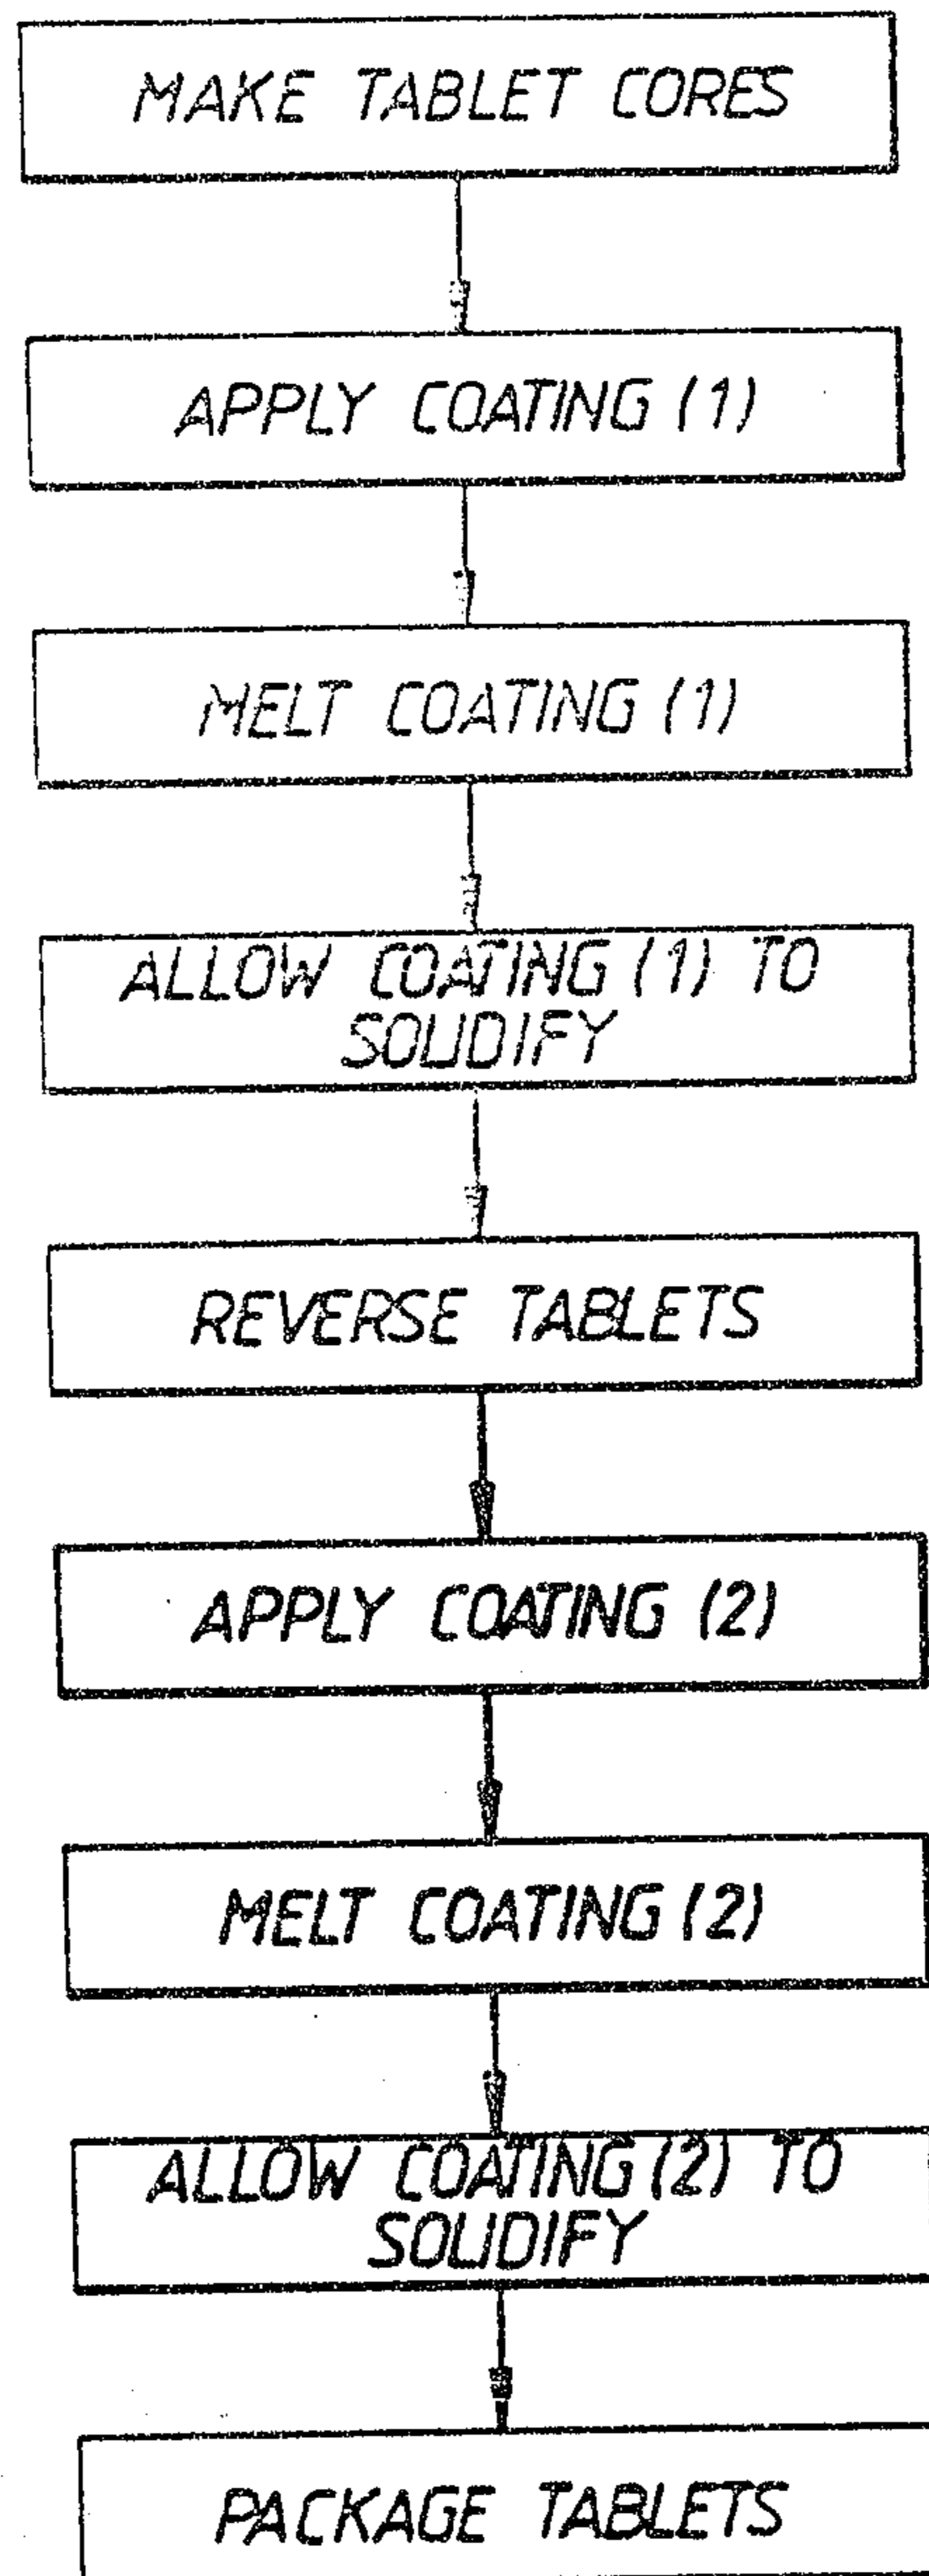 MAKE TABLET CORES
APPLY COATING (1)
MELT COATING (1)
ALLOW COATING (1) TO
SOLIDIFY
REVERSE TABLETS
APPLY COATING (2)
MELT COATING (2)
ALLOW COATING (2) TO
SOLIDIFY
PACKAGE TABLETS